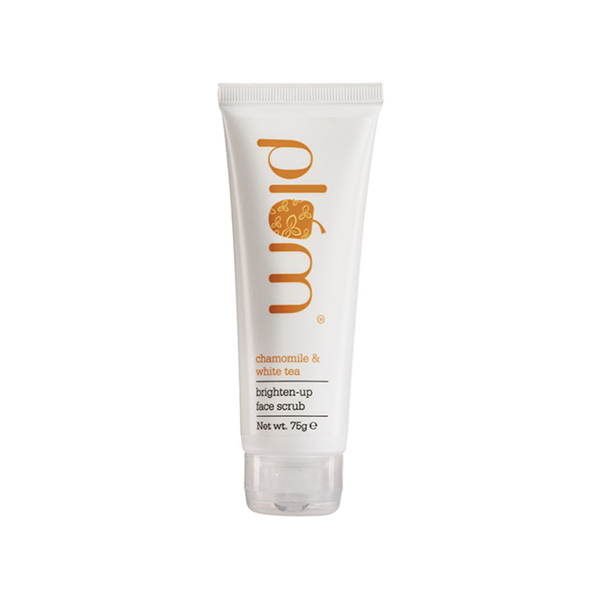 plum
®
chamomile &
white tea
brighten-up
face scrub
Net wt. 75g ℮